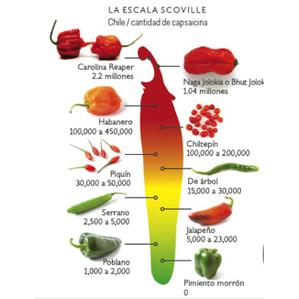 LA ESCALA SCOVILLE
Chile / cantidad de capsaicina
Carolina Reaper
2.2 millones
Naga Jolokia o Bhut Jolok
1.04 millones
Habanero
100,000 a 450,000
Chiltepín
100,000 a 200,000
Piquín
30,000 a 50,000
De árbol
15,000 a 30,000
Serrano
2,500 a 5,000
Jalapeño
5,000 a 23,000
Poblano
1,000 a 2,000
Pimiento morrón
0